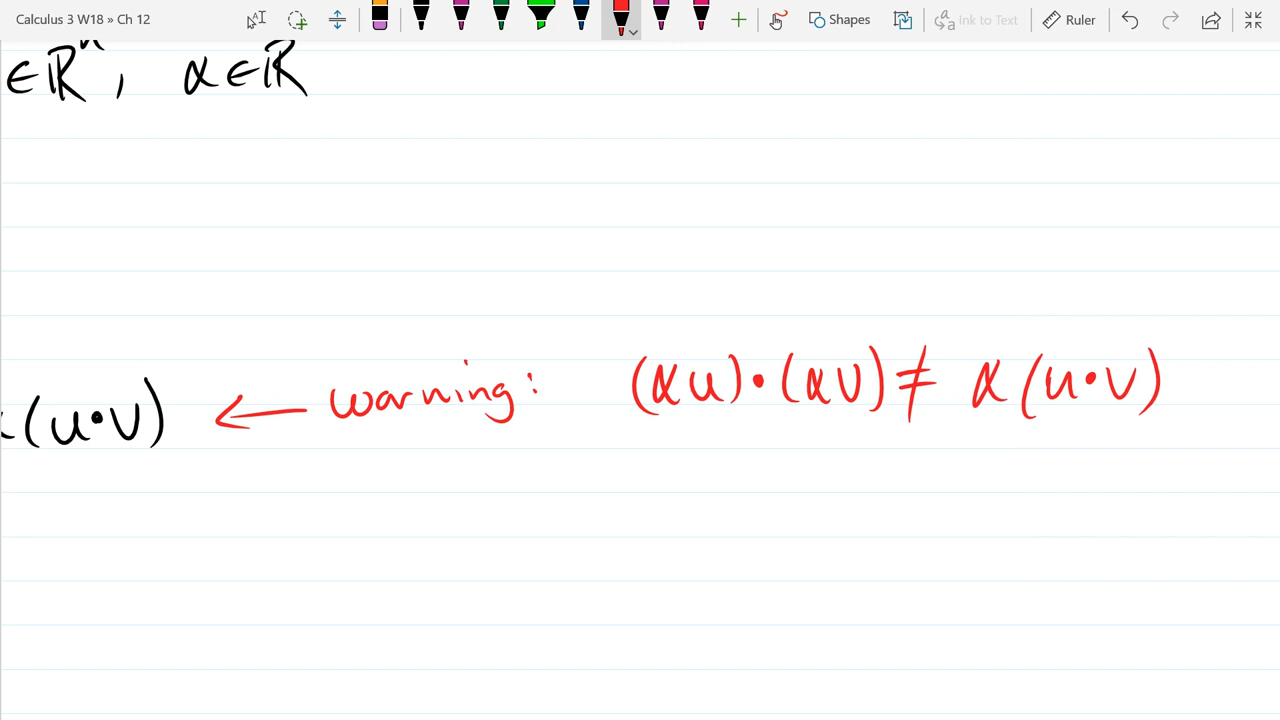 Calculus 3 W18 » Ch 12
Shapes
Ink to Text
Ruler
∈ℝⁿ, α∈ℝ
(u•v) ← warning: (αu)•(αv) ≠ α(u•v)